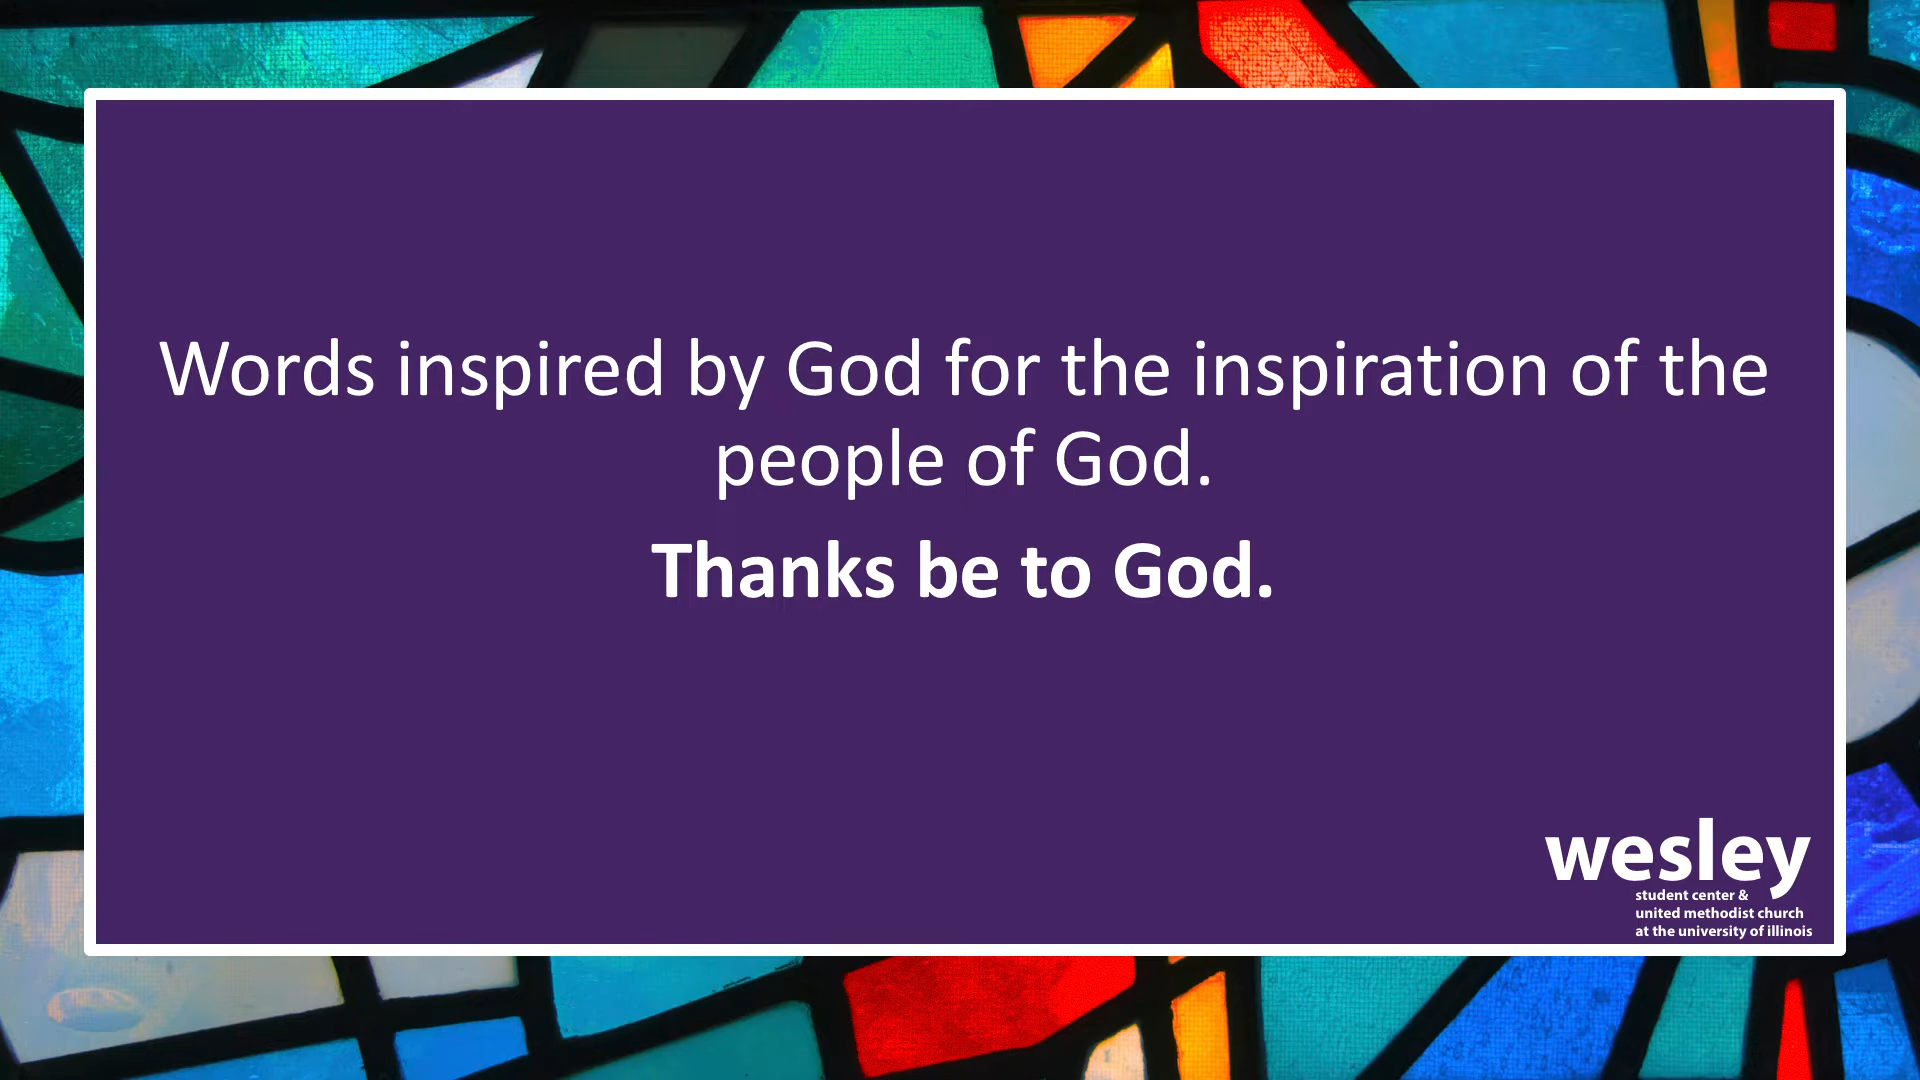 Words inspired by God for the inspiration of the
people of God.
Thanks be to God.
wesley
student center &
united methodist church
at the university of illinois